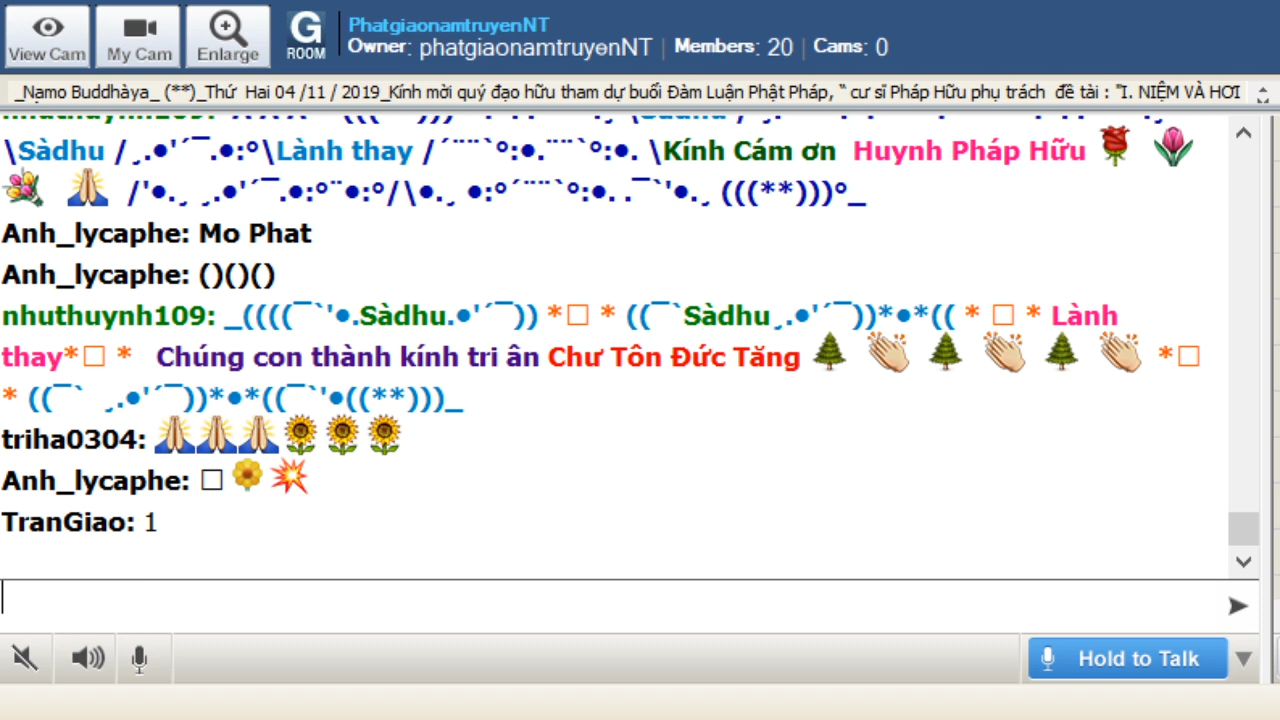 View Cam
My Cam
Enlarge
G
ROOM
PhatgiaonamtruyenNT
Owner: phatgiaonamtruyenNT | Members: 20 | Cams: 0
_Nạmo Buddhàya_ (**)_Thứ Hai 04 /11 / 2019_Kính mời quý đạo hữu tham dự buổi Đàm Luận Phật Pháp, “ cư sĩ Pháp Hữu phụ trách đề tài : "I. NIỆM VÀ HƠI
\Sàdhu /¸.●'´¯.●:°\Lành thay /´¨¨`°:●.¨¨`°:●. \Kính Cám ơn Huynh Pháp Hữu 🌹 🌷
💐 🙏 /'●.¸ ¸.●'´¯.●:°¨●:°/\●.¸ ●:°´¨¨`°:●. .¯`'●.¸ (((**)))°_
Anh_lycaphe: Mo Phat
Anh_lycaphe: ()()()
nhuthuynh109: _((((¯`'●.Sàdhu.●'´¯)) *☐ * ((¯`Sàdhu¸.●'´¯))*●*(( * ☐ * Lành
thay*☐ * Chúng con thành kính tri ân Chư Tôn Đức Tăng 🌲 👏 🌲 👏 🌲 👏 *☐
* ((¯` ¸.●'´¯))*●*((¯`'●((**)))_
triha0304: 🙏🙏🙏🌻🌻🌻
Anh_lycaphe: ☐ 🌼 💥
TranGiao: 1
Hold to Talk